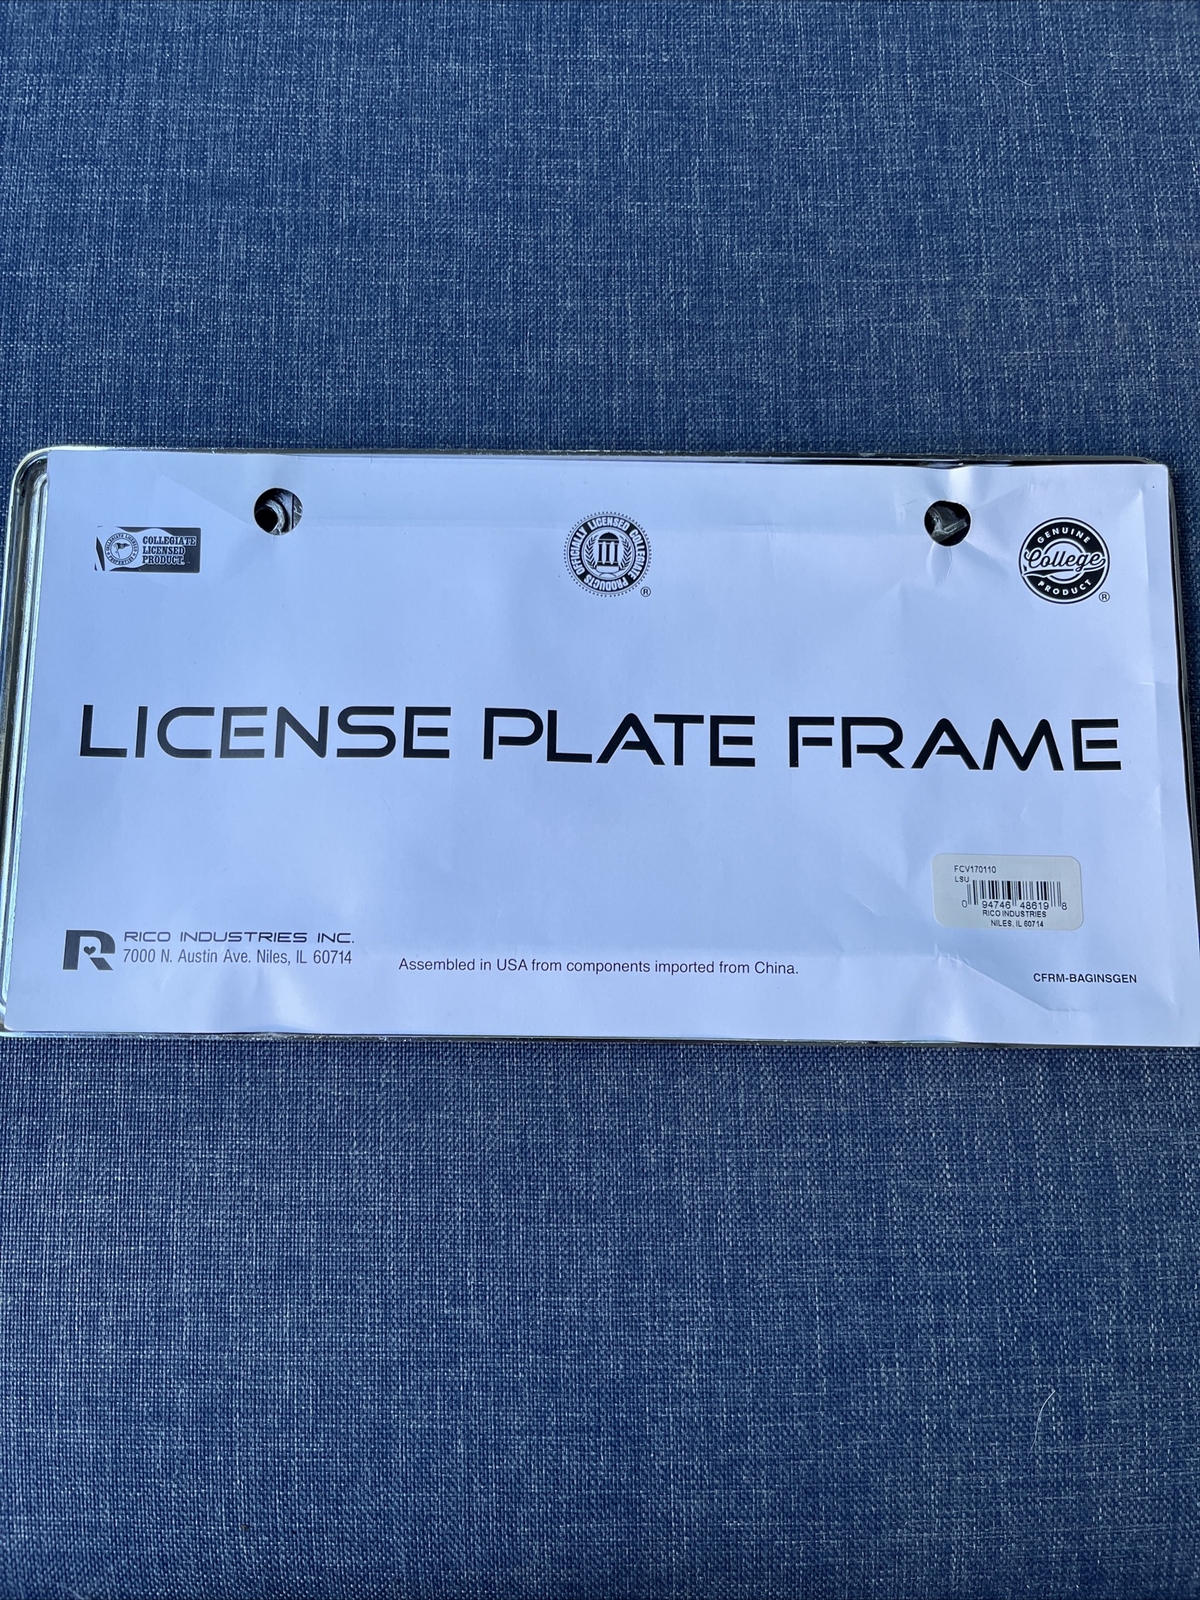 COLLEGIATE
LICENSED
PRODUCT
OFFICIALLY LICENSED COLLEGIATE PRODUCTS
®
GENUINE
College
PRODUCT
®
LICENSE PLATE FRAME
FCV170110
LSU
0 94746 48619 8
RICO INDUSTRIES
NILES, IL 60714
RICO INDUSTRIES INC.
7000 N. Austin Ave. Niles, IL 60714
Assembled in USA from components imported from China.
CFRM-BAGINSGEN